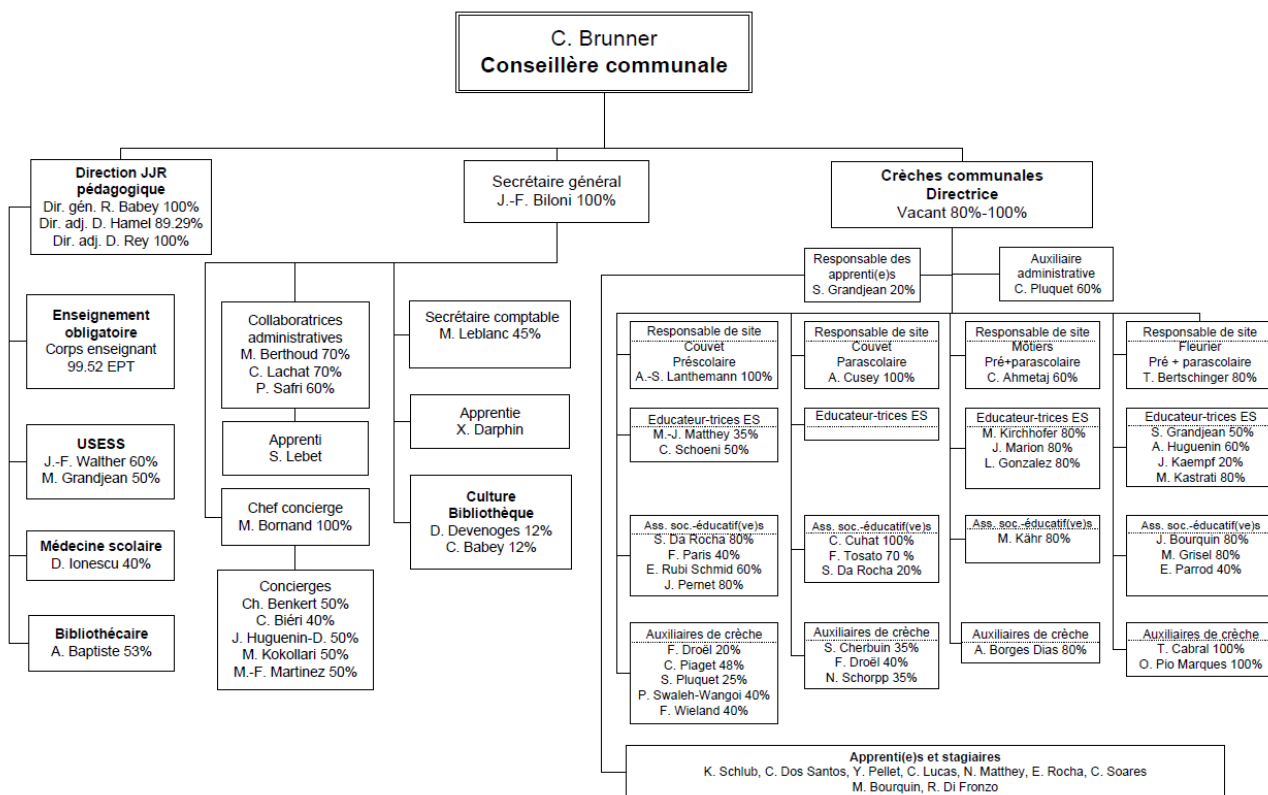 C. Brunner
Conseillère communale
Direction JJR
pédagogique
Dir. gén. R. Babey 100%
Dir. adj. D. Hamel 89.29%
Dir. adj. D. Rey 100%
Secrétaire général
J.-F. Biloni 100%
Crèches communales
Directrice
Vacant 80%-100%
Responsable des
apprenti(e)s
S. Grandjean 20%
Auxiliaire
administrative
C. Pluquet 60%
Enseignement
obligatoire
Corps enseignant
99.52 EPT
USESS
J.-F. Walther 60%
M. Grandjean 50%
Médecine scolaire
D. Ionescu 40%
Bibliothécaire
A. Baptiste 53%
Collaboratrices
administratives
M. Berthoud 70%
C. Lachat 70%
P. Safri 60%
Apprenti
S. Lebet
Chef concierge
M. Bornand 100%
Concierges
Ch. Benkert 50%
C. Biéri 40%
J. Huguenin-D. 50%
M. Kokollari 50%
M.-F. Martinez 50%
Secrétaire comptable
M. Leblanc 45%
Apprentie
X. Darphin
Culture
Bibliothèque
D. Devenoges 12%
C. Babey 12%
Responsable de site
Couvet
Préscolaire
A.-S. Lanthemann 100%
Educateur-trices ES
M.-J. Matthey 35%
C. Schoeni 50%
Ass. soc.-éducatif(ve)s
S. Da Rocha 80%
F. Paris 40%
E. Rubi Schmid 60%
J. Pernet 80%
Auxiliaires de crèche
F. Droël 20%
C. Piaget 48%
S. Pluquet 25%
P. Swaleh-Wangoi 40%
F. Wieland 40%
Responsable de site
Couvet
Parascolaire
A. Cusey 100%
Educateur-trices ES
Ass. soc.-éducatif(ve)s
C. Cuhat 100%
F. Tosato 70 %
S. Da Rocha 20%
Auxiliaires de crèche
S. Cherbuin 35%
F. Droël 40%
N. Schorpp 35%
Responsable de site
Môtiers
Pré+parascolaire
C. Ahmetaj 60%
Educateur-trices ES
M. Kirchhofer 80%
J. Marion 80%
L. Gonzalez 80%
Ass. soc.-éducatif(ve)s
M. Kähr 80%
Auxiliaires de crèche
A. Borges Dias 80%
Responsable de site
Fleurier
Pré + parascolaire
T. Bertschinger 80%
Educateur-trices ES
S. Grandjean 50%
A. Huguenin 60%
J. Kaempf 20%
M. Kastrati 80%
Ass. soc.-éducatif(ve)s
J. Bourquin 80%
M. Grisel 80%
E. Parrod 40%
Auxiliaires de crèche
T. Cabral 100%
O. Pio Marques 100%
Apprenti(e)s et stagiaires
K. Schlub, C. Dos Santos, Y. Pellet, C. Lucas, N. Matthey, E. Rocha, C. Soares
M. Bourquin, R. Di Fronzo